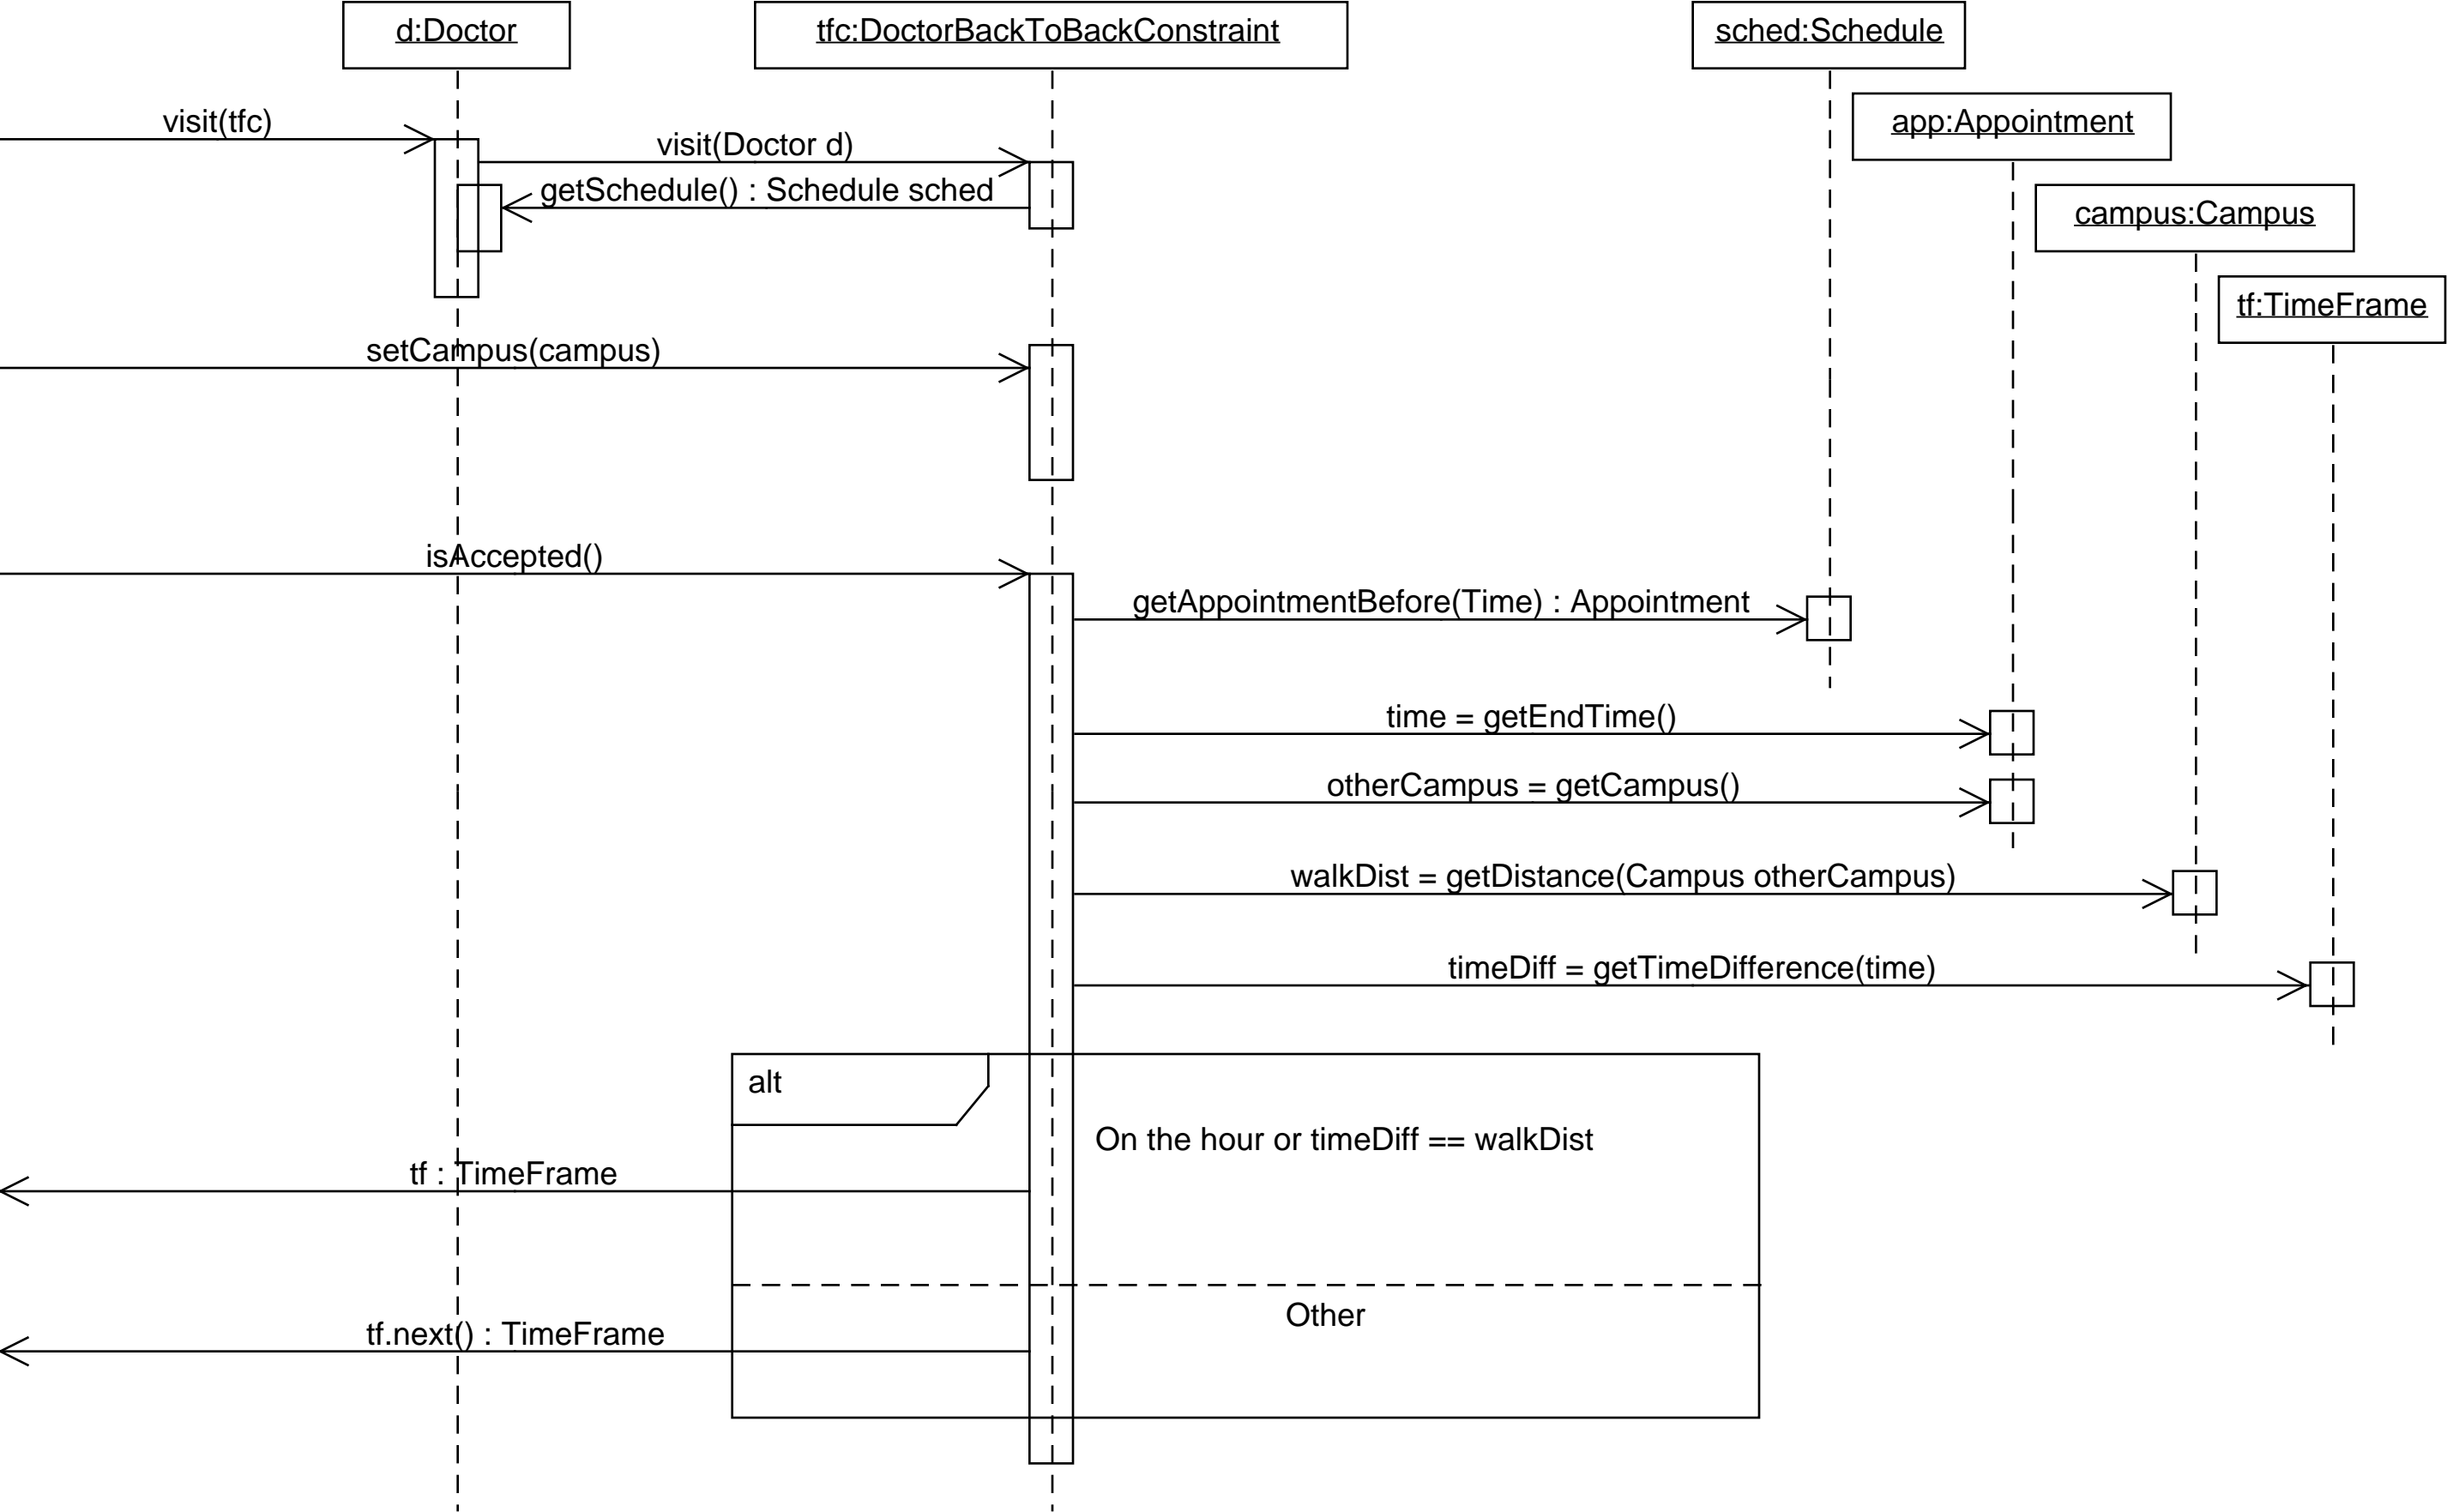 d:Doctor
tfc:DoctorBackToBackConstraint
sched:Schedule
app:Appointment
campus:Campus
tf:TimeFrame
visit(tfc)
visit(Doctor d)
getSchedule() : Schedule sched
setCampus(campus)
isAccepted()
getAppointmentBefore(Time) : Appointment
time = getEndTime()
otherCampus = getCampus()
walkDist = getDistance(Campus otherCampus)
timeDiff = getTimeDifference(time)
alt
On the hour or timeDiff == walkDist
tf : TimeFrame
Other
tf.next() : TimeFrame